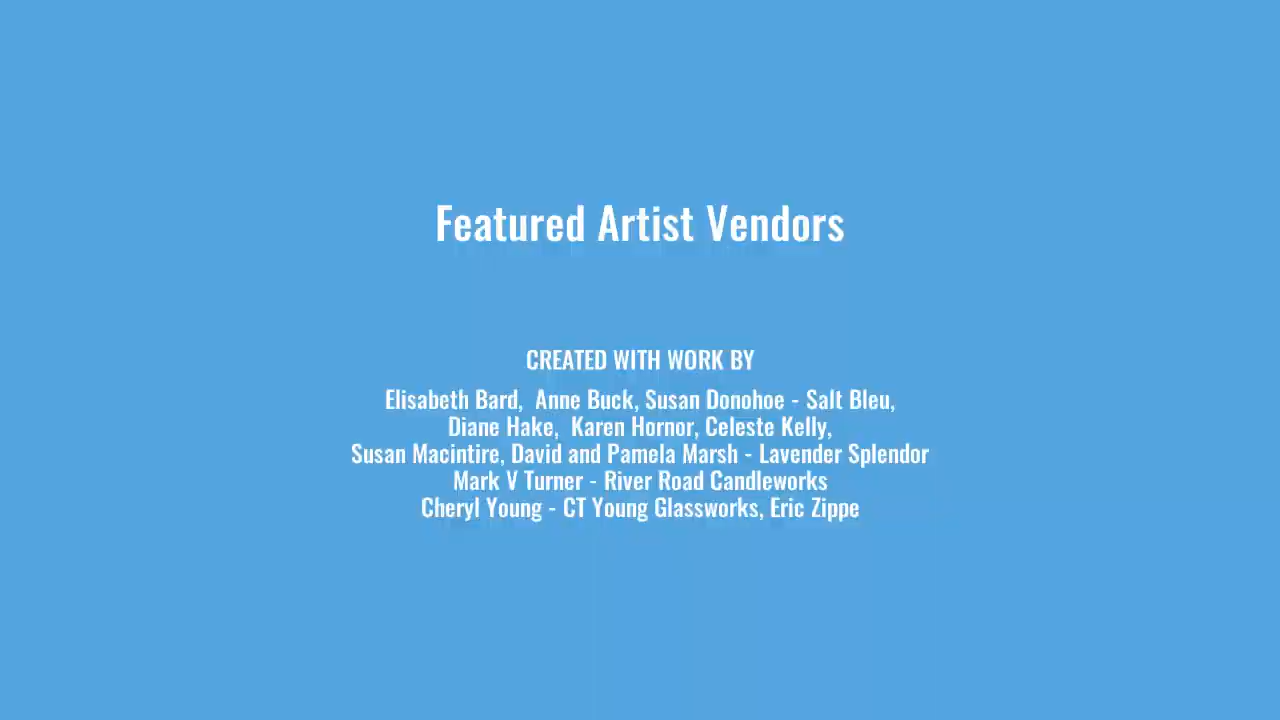 Featured Artist Vendors
CREATED WITH WORK BY
Elisabeth Bard,  Anne Buck, Susan Donohoe - Salt Bleu,
Diane Hake,  Karen Hornor, Celeste Kelly,
Susan Macintire, David and Pamela Marsh - Lavender Splendor
Mark V Turner - River Road Candleworks
Cheryl Young - CT Young Glassworks, Eric Zippe